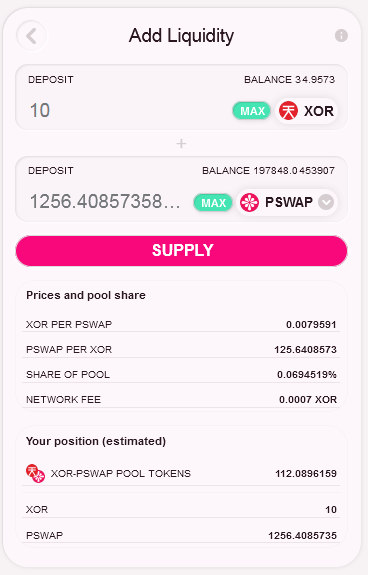 Add Liquidity
DEPOSIT BALANCE 34.9573
10 MAX 天 XOR
+
DEPOSIT BALANCE 197848.0453907
1256.40857358... MAX PSWAP
SUPPLY
Prices and pool share
XOR PER PSWAP 0.0079591
PSWAP PER XOR 125.6408573
SHARE OF POOL 0.0694519%
NETWORK FEE 0.0007 XOR
Your position (estimated)
天 XOR-PSWAP POOL TOKENS 112.0896159
XOR 10
PSWAP 1256.4085735